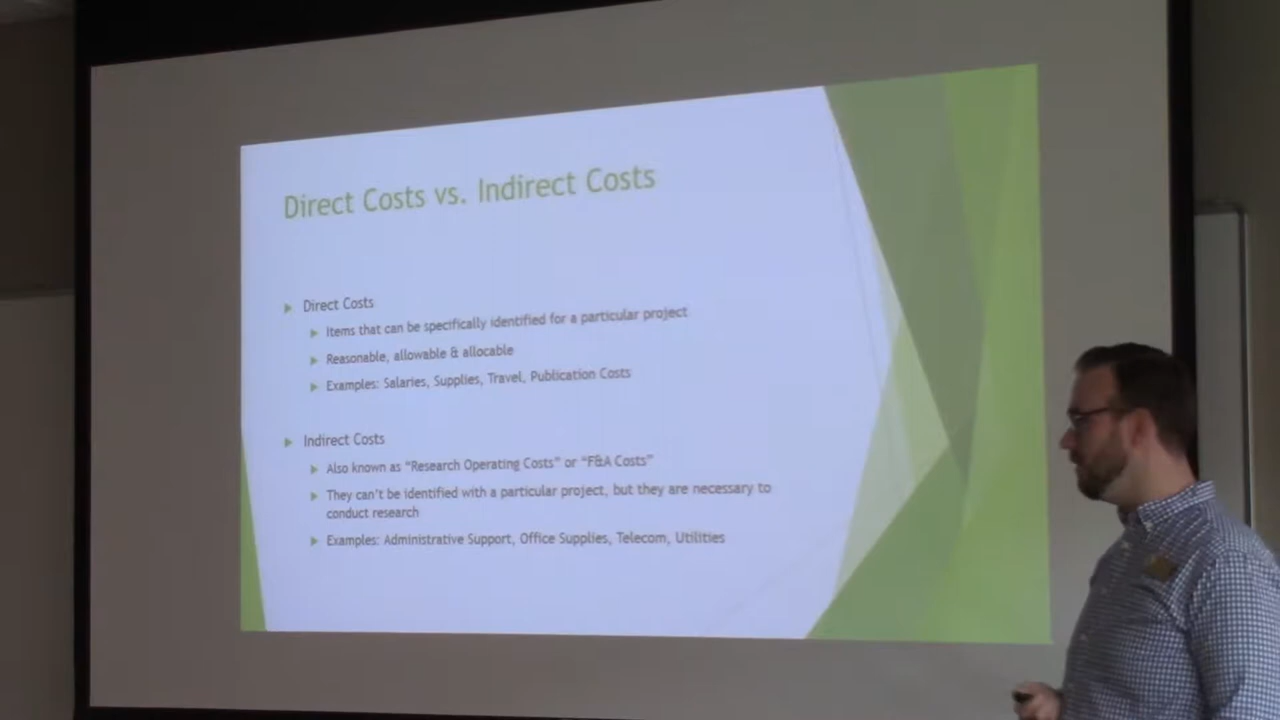 Direct Costs vs. Indirect Costs
Direct Costs
Items that can be specifically identified for a particular project
Reasonable, allowable & allocable
Examples: Salaries, Supplies, Travel, Publication Costs
Indirect Costs
Also known as “Research Operating Costs” or “F&A Costs”
They can’t be identified with a particular project, but they are necessary to
conduct research
Examples: Administrative Support, Office Supplies, Telecom, Utilities